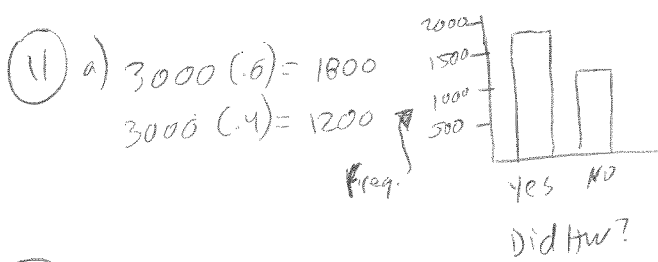 11 a) 3000 (.6) = 1800
3000 (.4) = 1200
Freq.
2000
1500
1000
500
Yes No
Did HW?